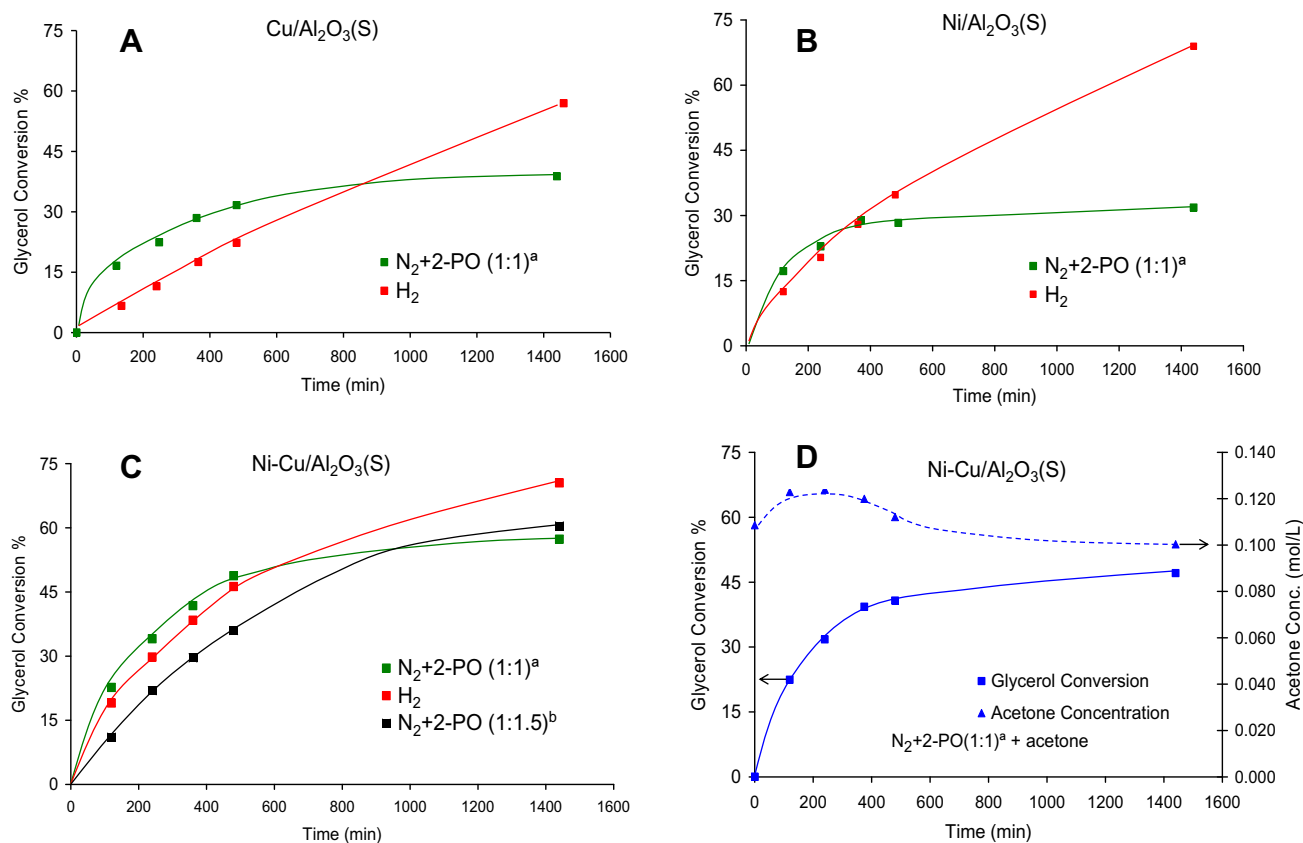 A
Cu/Al₂O₃(S)
75
60
45
30
15
0
Glycerol Conversion %
N₂+2-PO (1:1)ᵃ
H₂
0 200 400 600 800 1000 1200 1400 1600
Time (min)
B
Ni/Al₂O₃(S)
75
60
45
30
15
0
Glycerol Conversion %
N₂+2-PO (1:1)ᵃ
H₂
0 200 400 600 800 1000 1200 1400 1600
Time (min)
C
Ni-Cu/Al₂O₃(S)
75
60
45
30
15
0
Glycerol Conversion %
N₂+2-PO (1:1)ᵃ
H₂
N₂+2-PO (1:1.5)ᵇ
0 200 400 600 800 1000 1200 1400 1600
Time (min)
D
Ni-Cu/Al₂O₃(S)
75
60
45
30
15
0
Glycerol Conversion %
0.140
0.120
0.100
0.080
0.060
0.040
0.020
0.000
Acetone Conc. (mol/L)
Glycerol Conversion
Acetone Concentration
N₂+2-PO(1:1)ᵃ + acetone
0 200 400 600 800 1000 1200 1400 1600
Time (min)